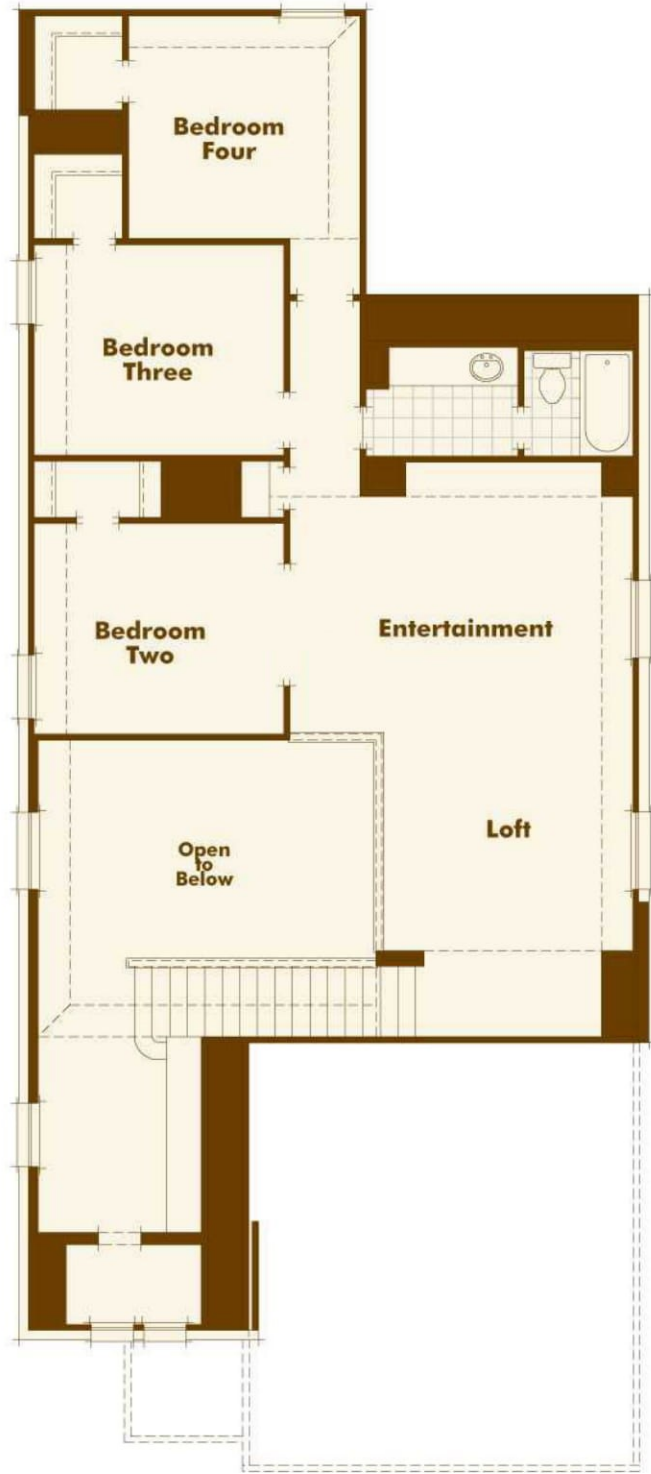 Bedroom
Four
Bedroom
Three
Bedroom
Two
Entertainment
Loft
Open
to
Below